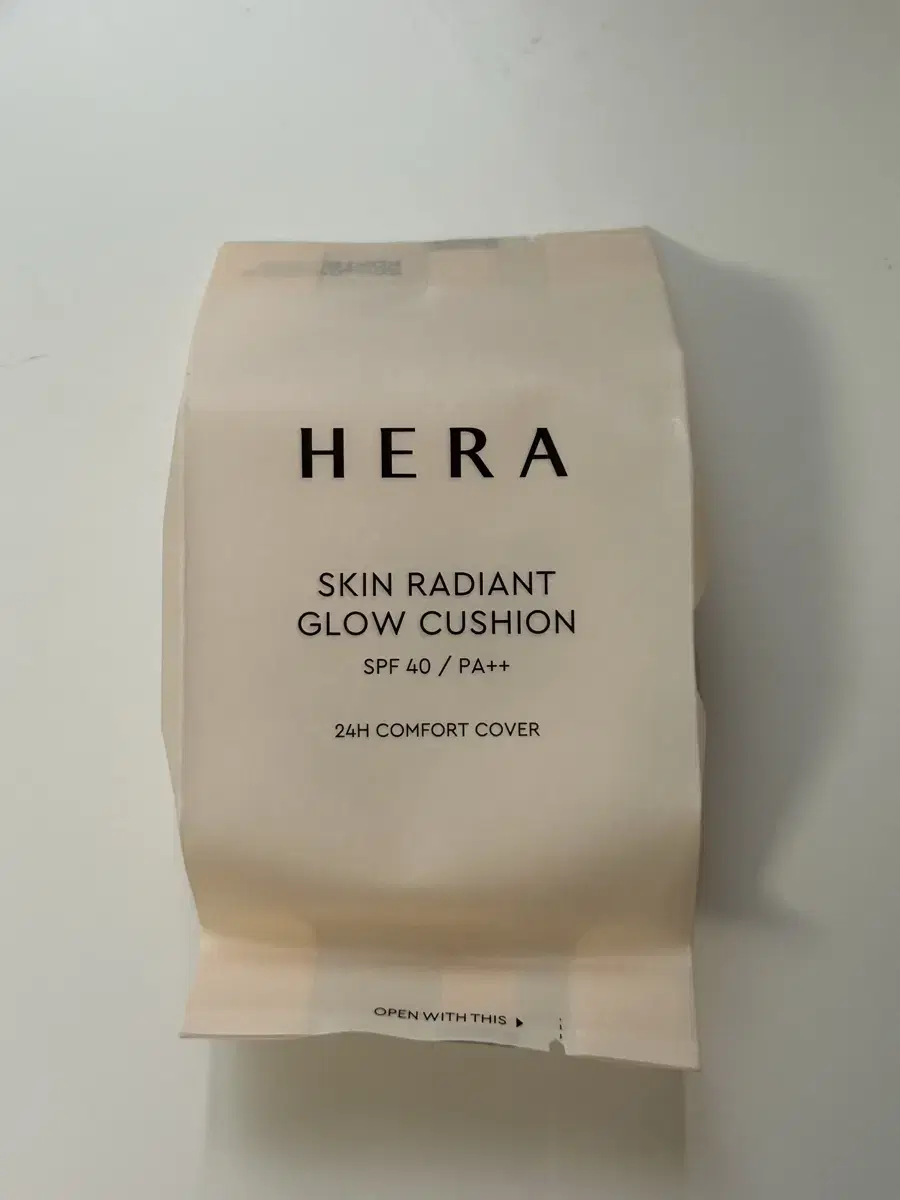 HERA
SKIN RADIANT
GLOW CUSHION
SPF 40 / PA++
24H COMFORT COVER
OPEN WITH THIS ▶